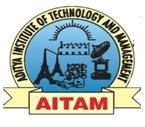 ADITYA INSTITUTE OF TECHNOLOGY AND MANAGEMENT
AITAM